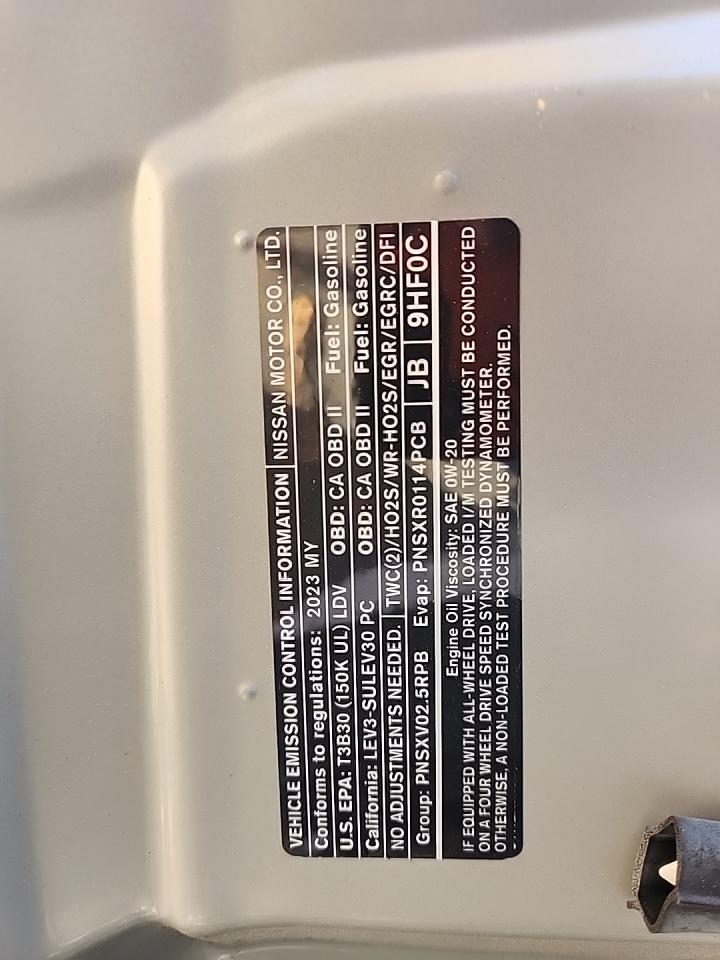 VEHICLE EMISSION CONTROL INFORMATION NISSAN MOTOR CO., LTD.
Conforms to regulations: 2023 MY
U.S. EPA: T3B30 (150K UL) LDV OBD: CA OBD II Fuel: Gasoline
California: LEV3-SULEV30 PC OBD: CA OBD II Fuel: Gasoline
NO ADJUSTMENTS NEEDED. TWC(2)/HO2S/WR-HO2S/EGR/EGRC/DFI
Group: PNSXV02.5RPB Evap: PNSXR0114PCB JB 9HF0C
Engine Oil Viscosity: SAE 0W-20
IF EQUIPPED WITH ALL-WHEEL DRIVE, LOADED I/M TESTING MUST BE CONDUCTED
ON A FOUR WHEEL DRIVE SPEED SYNCHRONIZED DYNAMOMETER.
OTHERWISE, A NON-LOADED TEST PROCEDURE MUST BE PERFORMED.